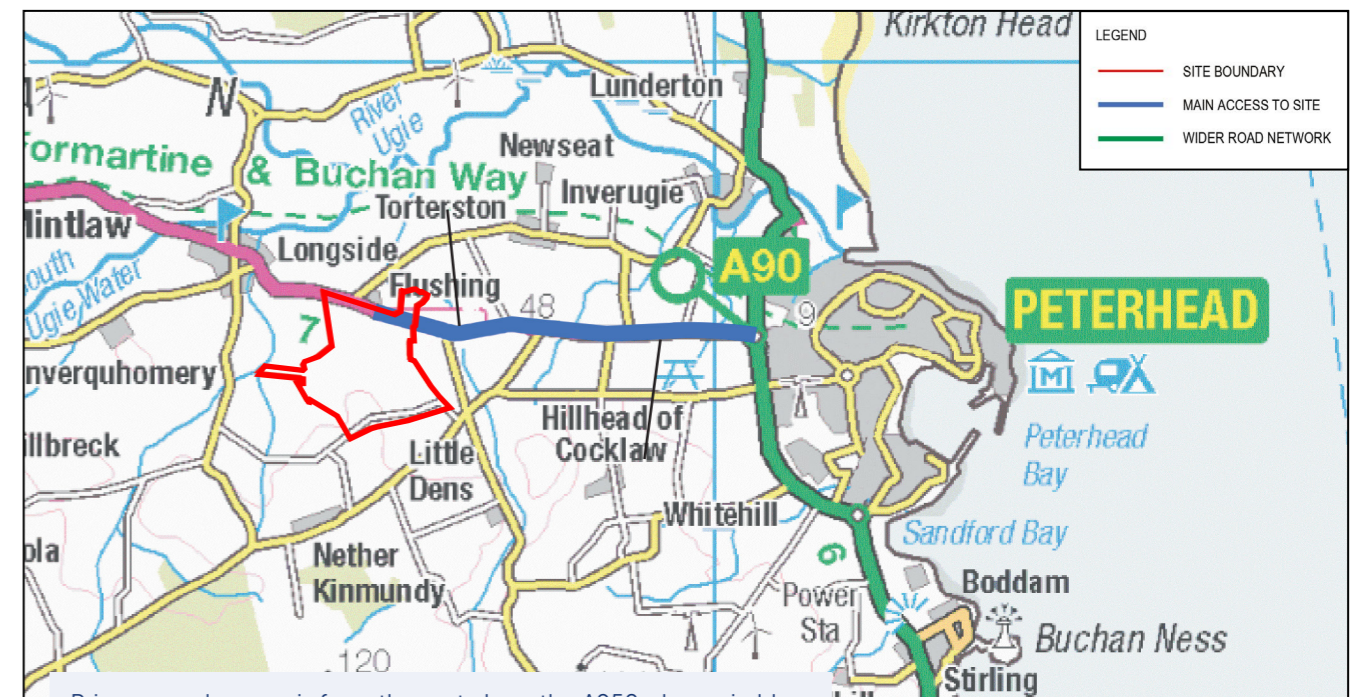 Kirkton Head
LEGEND
SITE BOUNDARY
MAIN ACCESS TO SITE
WIDER ROAD NETWORK
Lunderton
N
River
Ugie
Newseat
ormartine & Buchan Way
Inverugie
Torterston
A90
Mintlaw
Longside
Flushing
South
Ugie Water
48
9
PETERHEAD
7
M
nverquhomery
Hillhead of
Cocklaw
Peterhead
Bay
illbreck
Little
Dens
Whitehill
Sandford Bay
ola
Nether
Kinmundy
6
Power
Sta
Boddam
Buchan Ness
120
Stirling